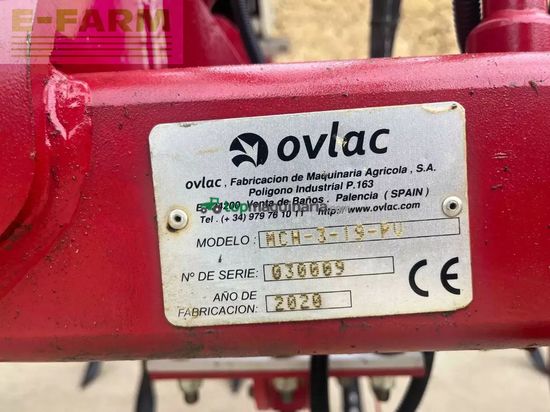 E-FARM
ovlac
ovlac, Fabricacion de Maquinaria Agricola, S.A.
Poligono Industrial P.163
E-34200 Venta de Baños. Palencia (SPAIN)
Tel. (+ 34) 979 76 10 11 http://www.ovlac.com
topmaquinaria
MODELO: MCH-3-19-PV
Nº DE SERIE: 030009
AÑO DE FABRICACION: 2020
CE